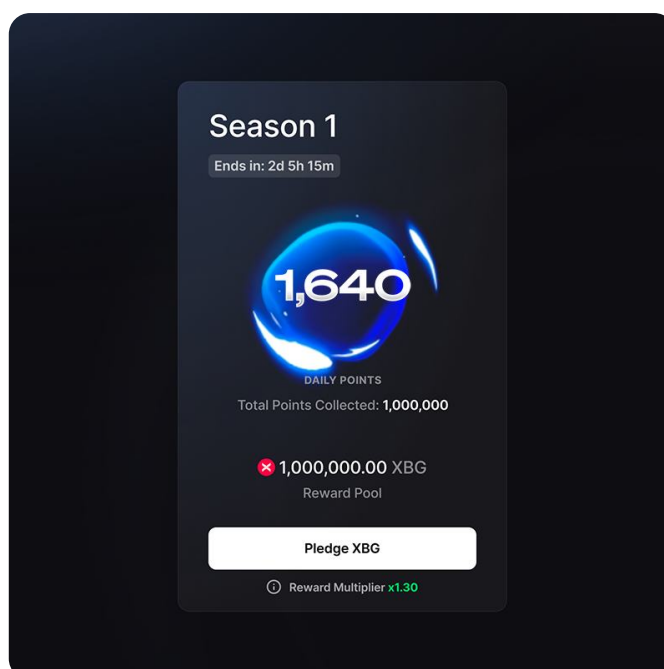 Season 1
Ends in: 2d 5h 15m
1,640
DAILY POINTS
Total Points Collected: 1,000,000
1,000,000.00 XBG
Reward Pool
Pledge XBG
Reward Multiplier x1.30